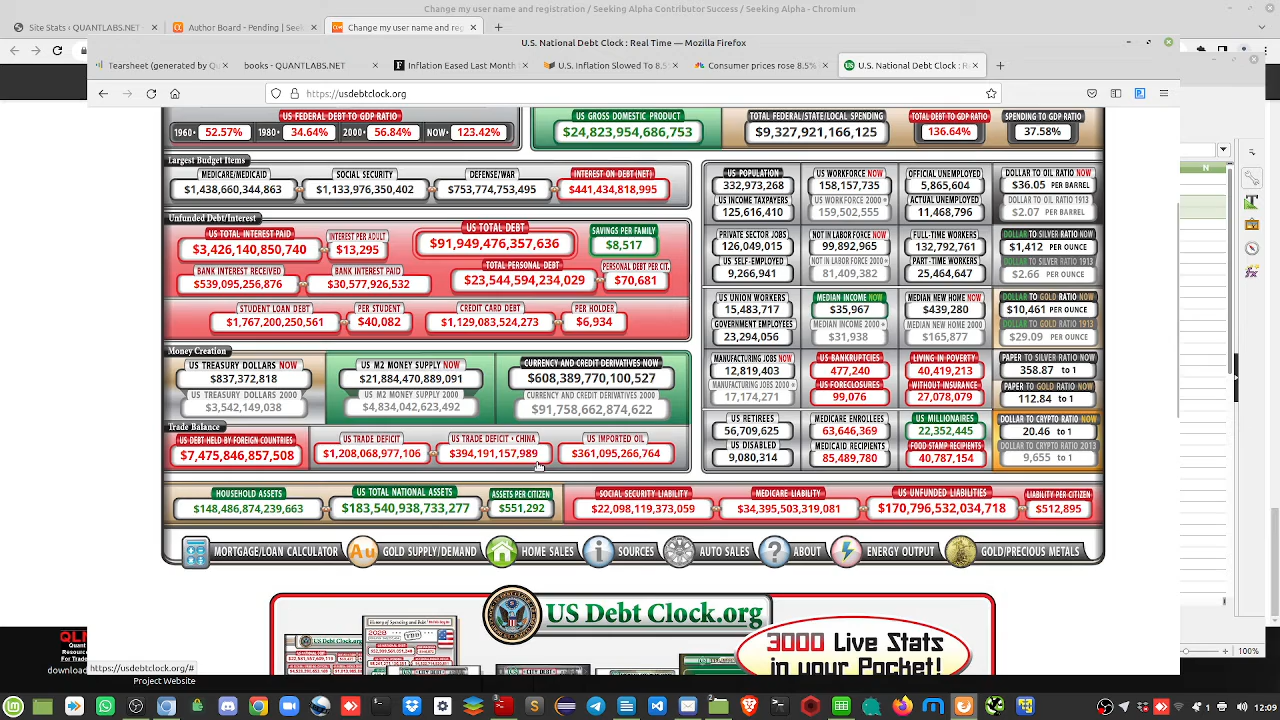 Change my user name and registration / Seeking Alpha Contributor Success / Seeking Alpha - Chromium
Site Stats ‹ QUANTLABS.NET
Author Board - Pending | Seek
Change my user name and reg
U.S. National Debt Clock : Real Time — Mozilla Firefox
Tearsheet (generated by Qu
books - QUANTLABS.NET
Inflation Eased Last Month
U.S. Inflation Slowed To 8.5
Consumer prices rose 8.5%
U.S. National Debt Clock : R
https://usdebtclock.org
US FEDERAL DEBT TO GDP RATIO
1960• 52.57% 1980• 34.64% 2000• 56.84% NOW• 123.42%
US GROSS DOMESTIC PRODUCT
$24,823,954,686,753
TOTAL FEDERAL/STATE/LOCAL SPENDING
$9,327,921,166,125
TOTAL DEBT TO GDP RATIO
136.64%
SPENDING TO GDP RATIO
37.58%
Largest Budget Items
MEDICARE/MEDICAID
$1,438,660,344,863
SOCIAL SECURITY
$1,133,976,350,402
DEFENSE/WAR
$753,774,753,495
INTEREST ON DEBT (NET)
$441,434,818,995
Unfunded Debt/Interest
US TOTAL INTEREST PAID
$3,426,140,850,740
INTEREST PER ADULT
$13,295
US TOTAL DEBT
$91,949,476,357,636
SAVINGS PER FAMILY
$8,517
BANK INTEREST RECEIVED
$539,095,256,876
BANK INTEREST PAID
$30,577,926,532
TOTAL PERSONAL DEBT
$23,544,594,234,029
PERSONAL DEBT PER CIT.
$70,681
STUDENT LOAN DEBT
$1,767,200,250,561
PER STUDENT
$40,082
CREDIT CARD DEBT
$1,129,083,524,273
PER HOLDER
$6,934
Money Creation
US TREASURY DOLLARS NOW
$837,372,818
US TREASURY DOLLARS 2000
$3,542,149,038
US M2 MONEY SUPPLY NOW
$21,884,470,889,091
US M2 MONEY SUPPLY 2000
$4,834,042,623,492
CURRENCY AND CREDIT DERIVATIVES NOW
$608,389,770,100,527
CURRENCY AND CREDIT DERIVATIVES 2000
$91,758,662,874,622
Trade Balance
US DEBT HELD BY FOREIGN COUNTRIES
$7,475,846,857,508
US TRADE DEFICIT
$1,208,068,977,106
US TRADE DEFICIT • CHINA
$394,191,157,989
US IMPORTED OIL
$361,095,266,764
US POPULATION
332,973,268
US INCOME TAXPAYERS
125,616,410
US WORKFORCE NOW
158,157,735
US WORKFORCE 2000
159,502,555
OFFICIAL UNEMPLOYED
5,865,604
ACTUAL UNEMPLOYED
11,468,796
DOLLAR TO OIL RATIO NOW
$36.05 PER BARREL
DOLLAR TO OIL RATIO 1913
$2.07 PER BARREL
PRIVATE SECTOR JOBS
126,049,015
US SELF-EMPLOYED
9,266,941
NOT IN LABOR FORCE NOW
99,892,965
NOT IN LABOR FORCE 2000
81,409,382
FULL-TIME WORKERS
132,792,761
PART-TIME WORKERS
25,464,647
DOLLAR TO SILVER RATIO NOW
$1,412 PER OUNCE
DOLLAR TO SILVER RATIO 1913
$2.66 PER OUNCE
US UNION WORKERS
15,483,717
GOVERNMENT EMPLOYEES
23,294,056
MEDIAN INCOME NOW
$35,967
MEDIAN INCOME 2000
$31,938
MEDIAN NEW HOME NOW
$439,280
MEDIAN NEW HOME 2000
$165,877
DOLLAR TO GOLD RATIO NOW
$10,461 PER OUNCE
DOLLAR TO GOLD RATIO 1913
$29.09 PER OUNCE
MANUFACTURING JOBS NOW
12,819,403
MANUFACTURING JOBS 2000
17,174,271
US BANKRUPTCIES
477,240
US FORECLOSURES
99,076
LIVING IN POVERTY
40,419,213
WITHOUT INSURANCE
27,078,079
PAPER TO SILVER RATIO NOW
358.87 to 1
PAPER TO GOLD RATIO NOW
112.84 to 1
US RETIREES
56,709,625
US DISABLED
9,080,314
MEDICARE ENROLLEES
63,646,369
MEDICAID RECIPIENTS
85,489,780
US MILLIONAIRES
22,352,445
FOOD STAMP RECIPIENTS
40,787,154
DOLLAR TO CRYPTO RATIO NOW
20.46 to 1
DOLLAR TO CRYPTO RATIO 2013
9,655 to 1
HOUSEHOLD ASSETS
$148,486,874,239,663
US TOTAL NATIONAL ASSETS
$183,540,938,733,277
ASSETS PER CITIZEN
$551,292
SOCIAL SECURITY LIABILITY
$22,098,119,373,059
MEDICARE LIABILITY
$34,395,503,319,081
US UNFUNDED LIABILITIES
$170,796,532,034,718
LIABILITY PER CITIZEN
$512,895
MORTGAGE/LOAN CALCULATOR
Au GOLD SUPPLY/DEMAND
HOME SALES
SOURCES
AUTO SALES
ABOUT
ENERGY OUTPUT
GOLD/PRECIOUS METALS
US Debt Clock.org
3000 Live Stats
in your Pocket!
https://usdebtclock.org/#
download
Project Website
N
100%
12:09